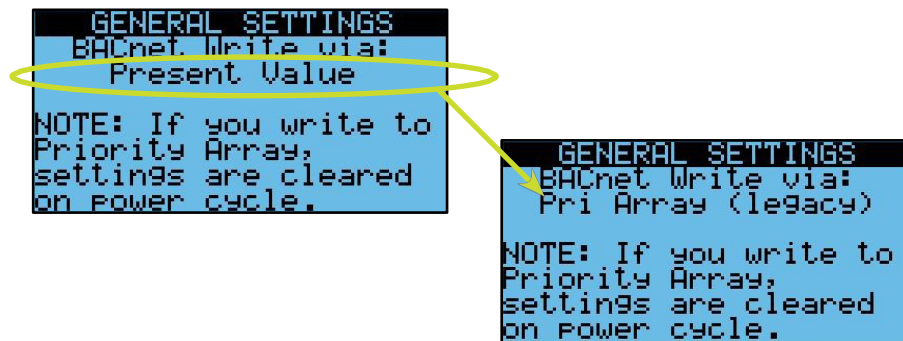 GENERAL SETTINGS
BACnet Write via:
Present Value
NOTE: If you write to
Priority Array,
settings are cleared
on power cycle.
GENERAL SETTINGS
BACnet Write via:
Pri Array (legacy)
NOTE: If you write to
Priority Array,
settings are cleared
on power cycle.